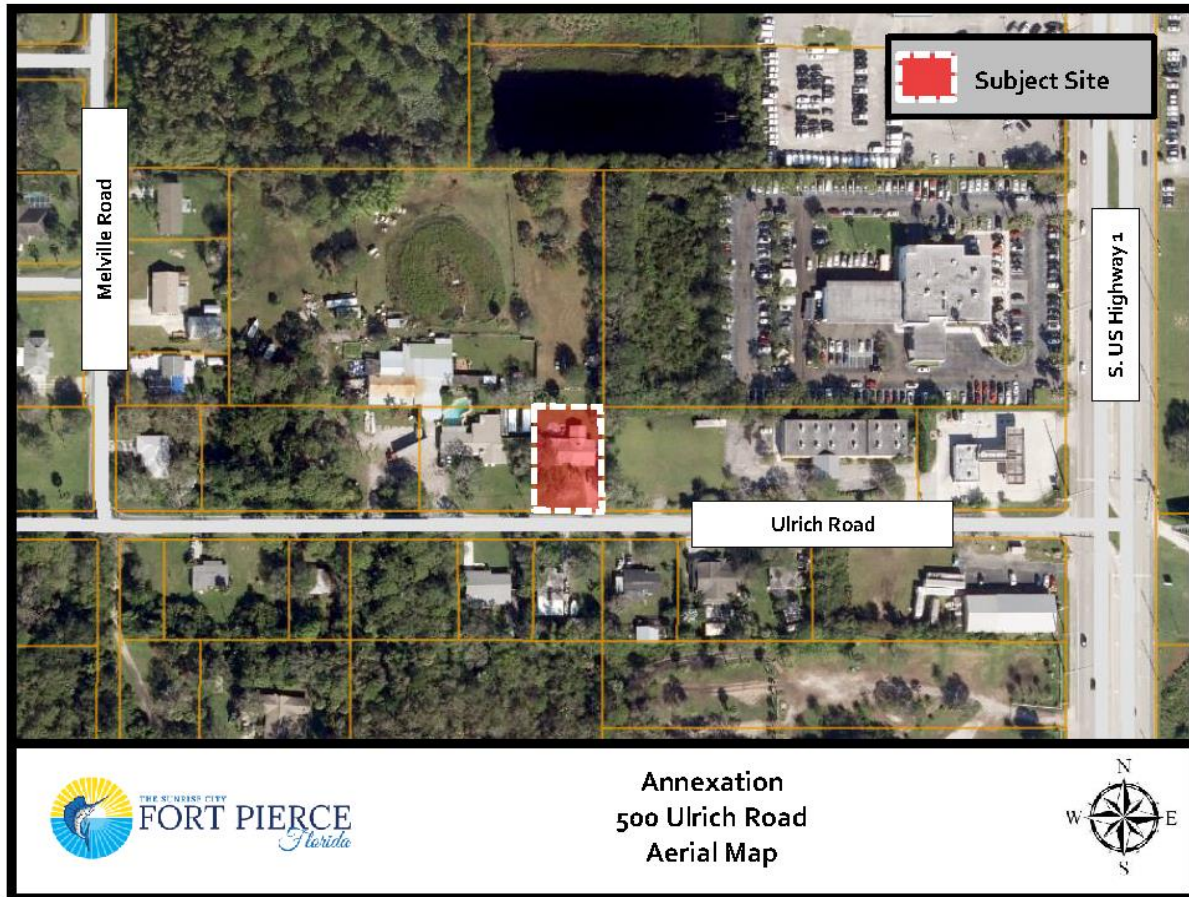 Subject Site
Melville Road
S. US Highway 1
Ulrich Road
THE SUNRISE CITY
FORT PIERCE
Florida
Annexation
500 Ulrich Road
Aerial Map
N
W
E
S